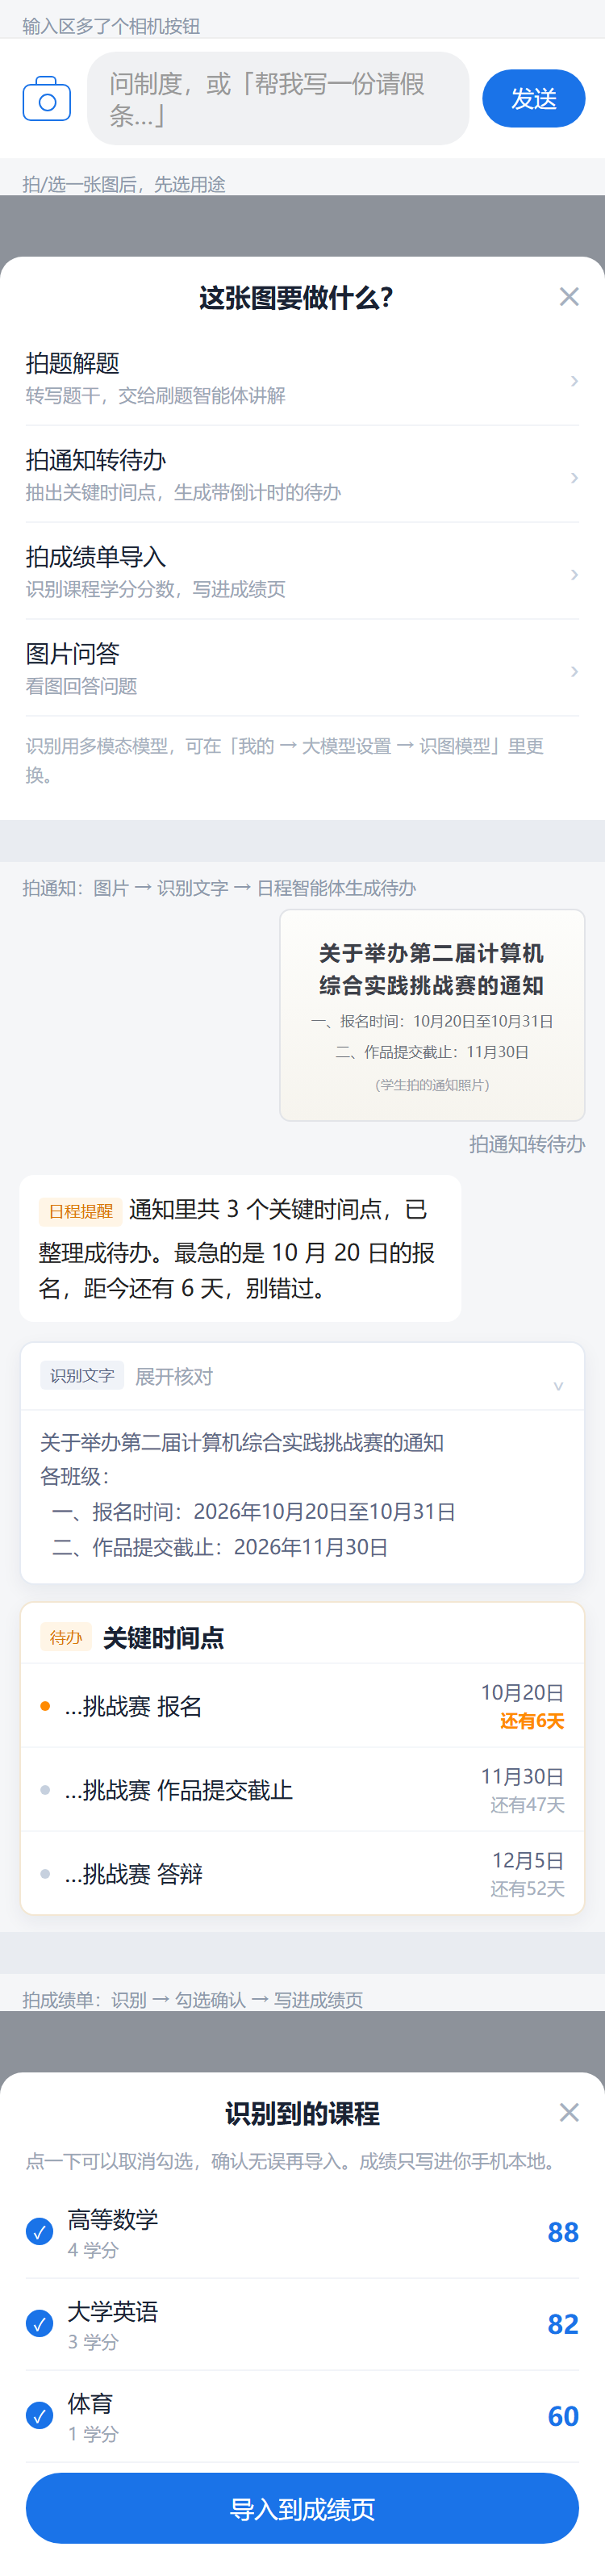 输入区多了个相机按钮
问制度，或「帮我写一份请假
条...」
发送
拍/选一张图后，先选用途
这张图要做什么？
拍题解题
转写题干，交给刷题智能体讲解
拍通知转待办
抽出关键时间点，生成带倒计时的待办
拍成绩单导入
识别课程学分分数，写进成绩页
图片问答
看图回答问题
识别用多模态模型，可在「我的 → 大模型设置 → 识图模型」里更
换。
拍通知：图片 → 识别文字 → 日程智能体生成待办
关于举办第二届计算机
综合实践挑战赛的通知
一、报名时间：10月20日至10月31日
二、作品提交截止：11月30日
（学生拍的通知照片）
拍通知转待办
日程提醒 通知里共 3 个关键时间点，已
整理成待办。最急的是 10 月 20 日的报
名，距今还有 6 天，别错过。
识别文字 展开核对
关于举办第二届计算机综合实践挑战赛的通知
各班级：
一、报名时间：2026年10月20日至10月31日
二、作品提交截止：2026年11月30日
待办 关键时间点
...挑战赛 报名
10月20日
还有6天
...挑战赛 作品提交截止
11月30日
还有47天
...挑战赛 答辩
12月5日
还有52天
拍成绩单：识别 → 勾选确认 → 写进成绩页
识别到的课程
点一下可以取消勾选，确认无误再导入。成绩只写进你手机本地。
高等数学
4 学分
88
大学英语
3 学分
82
体育
1 学分
60
导入到成绩页